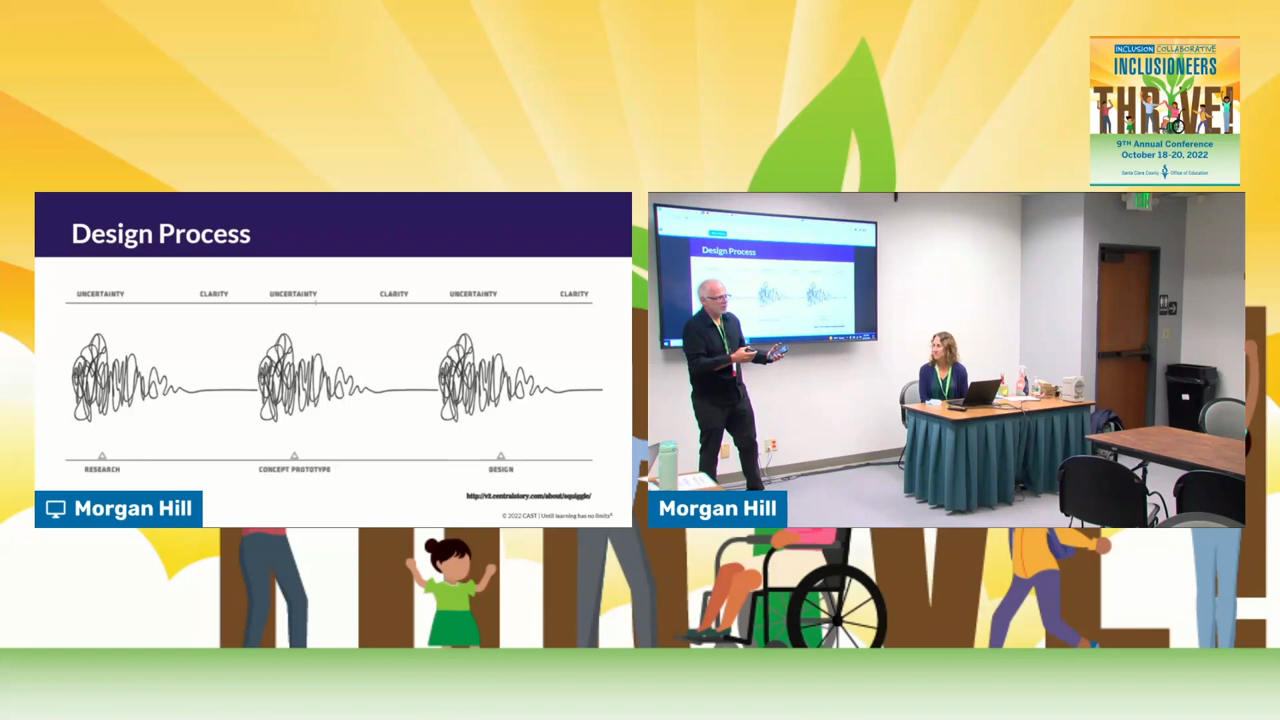 INCLUSION COLLABORATIVE
INCLUSIONEERS
THRIVE!
9TH Annual Conference
October 18-20, 2022
Santa Clara County Office of Education
Design Process
UNCERTAINTY CLARITY UNCERTAINTY CLARITY UNCERTAINTY CLARITY
RESEARCH CONCEPT PROTOTYPE DESIGN
http://v2.centralstory.com/about/squiggle/
© 2022 CAST | Until learning has no limits®
Morgan Hill
Design Process
Morgan Hill